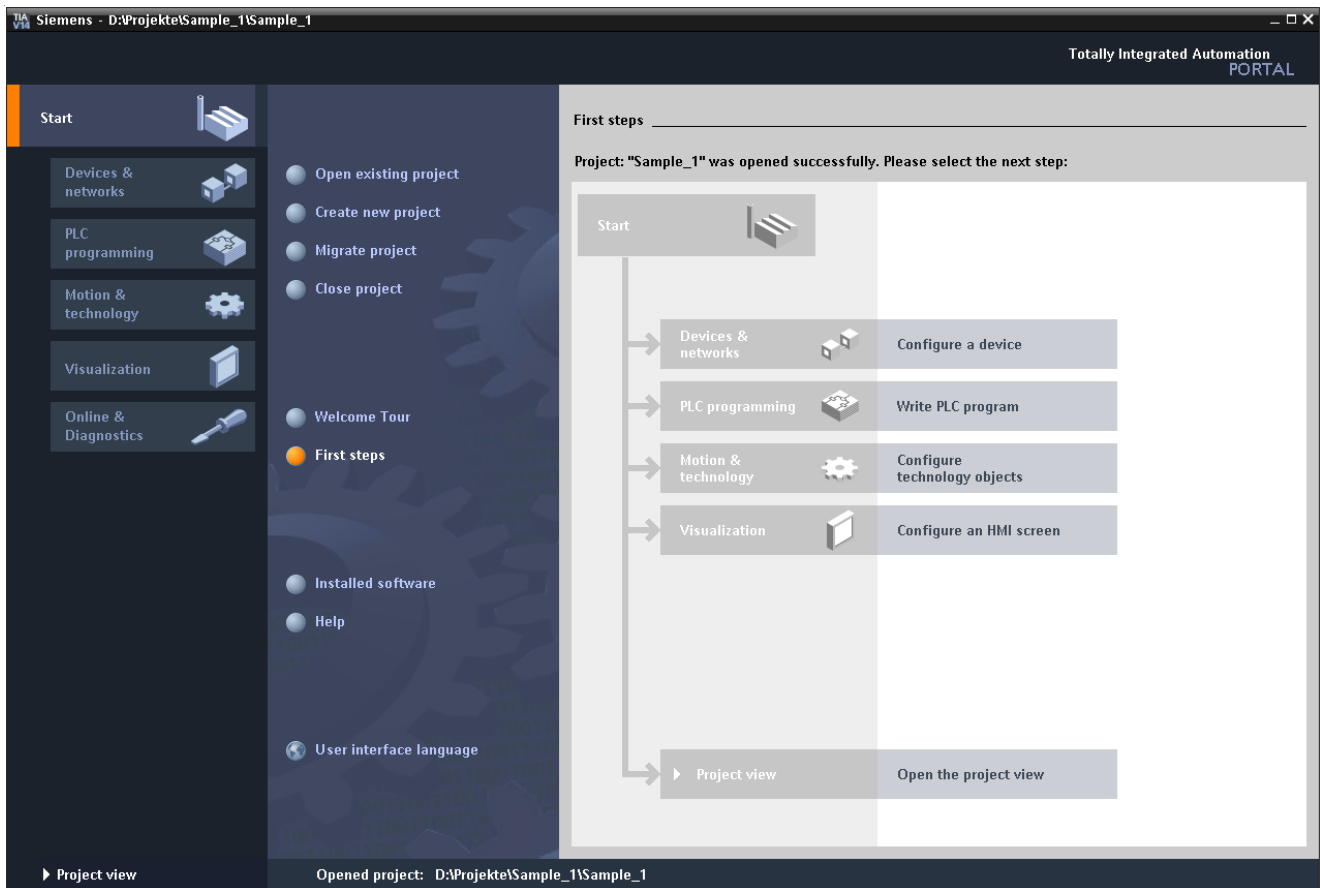 TIA
V14
Siemens - D:\Projekte\Sample_1\Sample_1
Totally Integrated Automation
PORTAL
Start
Devices &
networks
PLC
programming
Motion &
technology
Visualization
Online &
Diagnostics
Open existing project
Create new project
Migrate project
Close project
Welcome Tour
First steps
Installed software
Help
User interface language
First steps
Project: "Sample_1" was opened successfully. Please select the next step:
Start
Devices &
networks
Configure a device
PLC programming
Write PLC program
Motion &
technology
Configure
technology objects
Visualization
Configure an HMI screen
Project view
Open the project view
Project view
Opened project: D:\Projekte\Sample_1\Sample_1